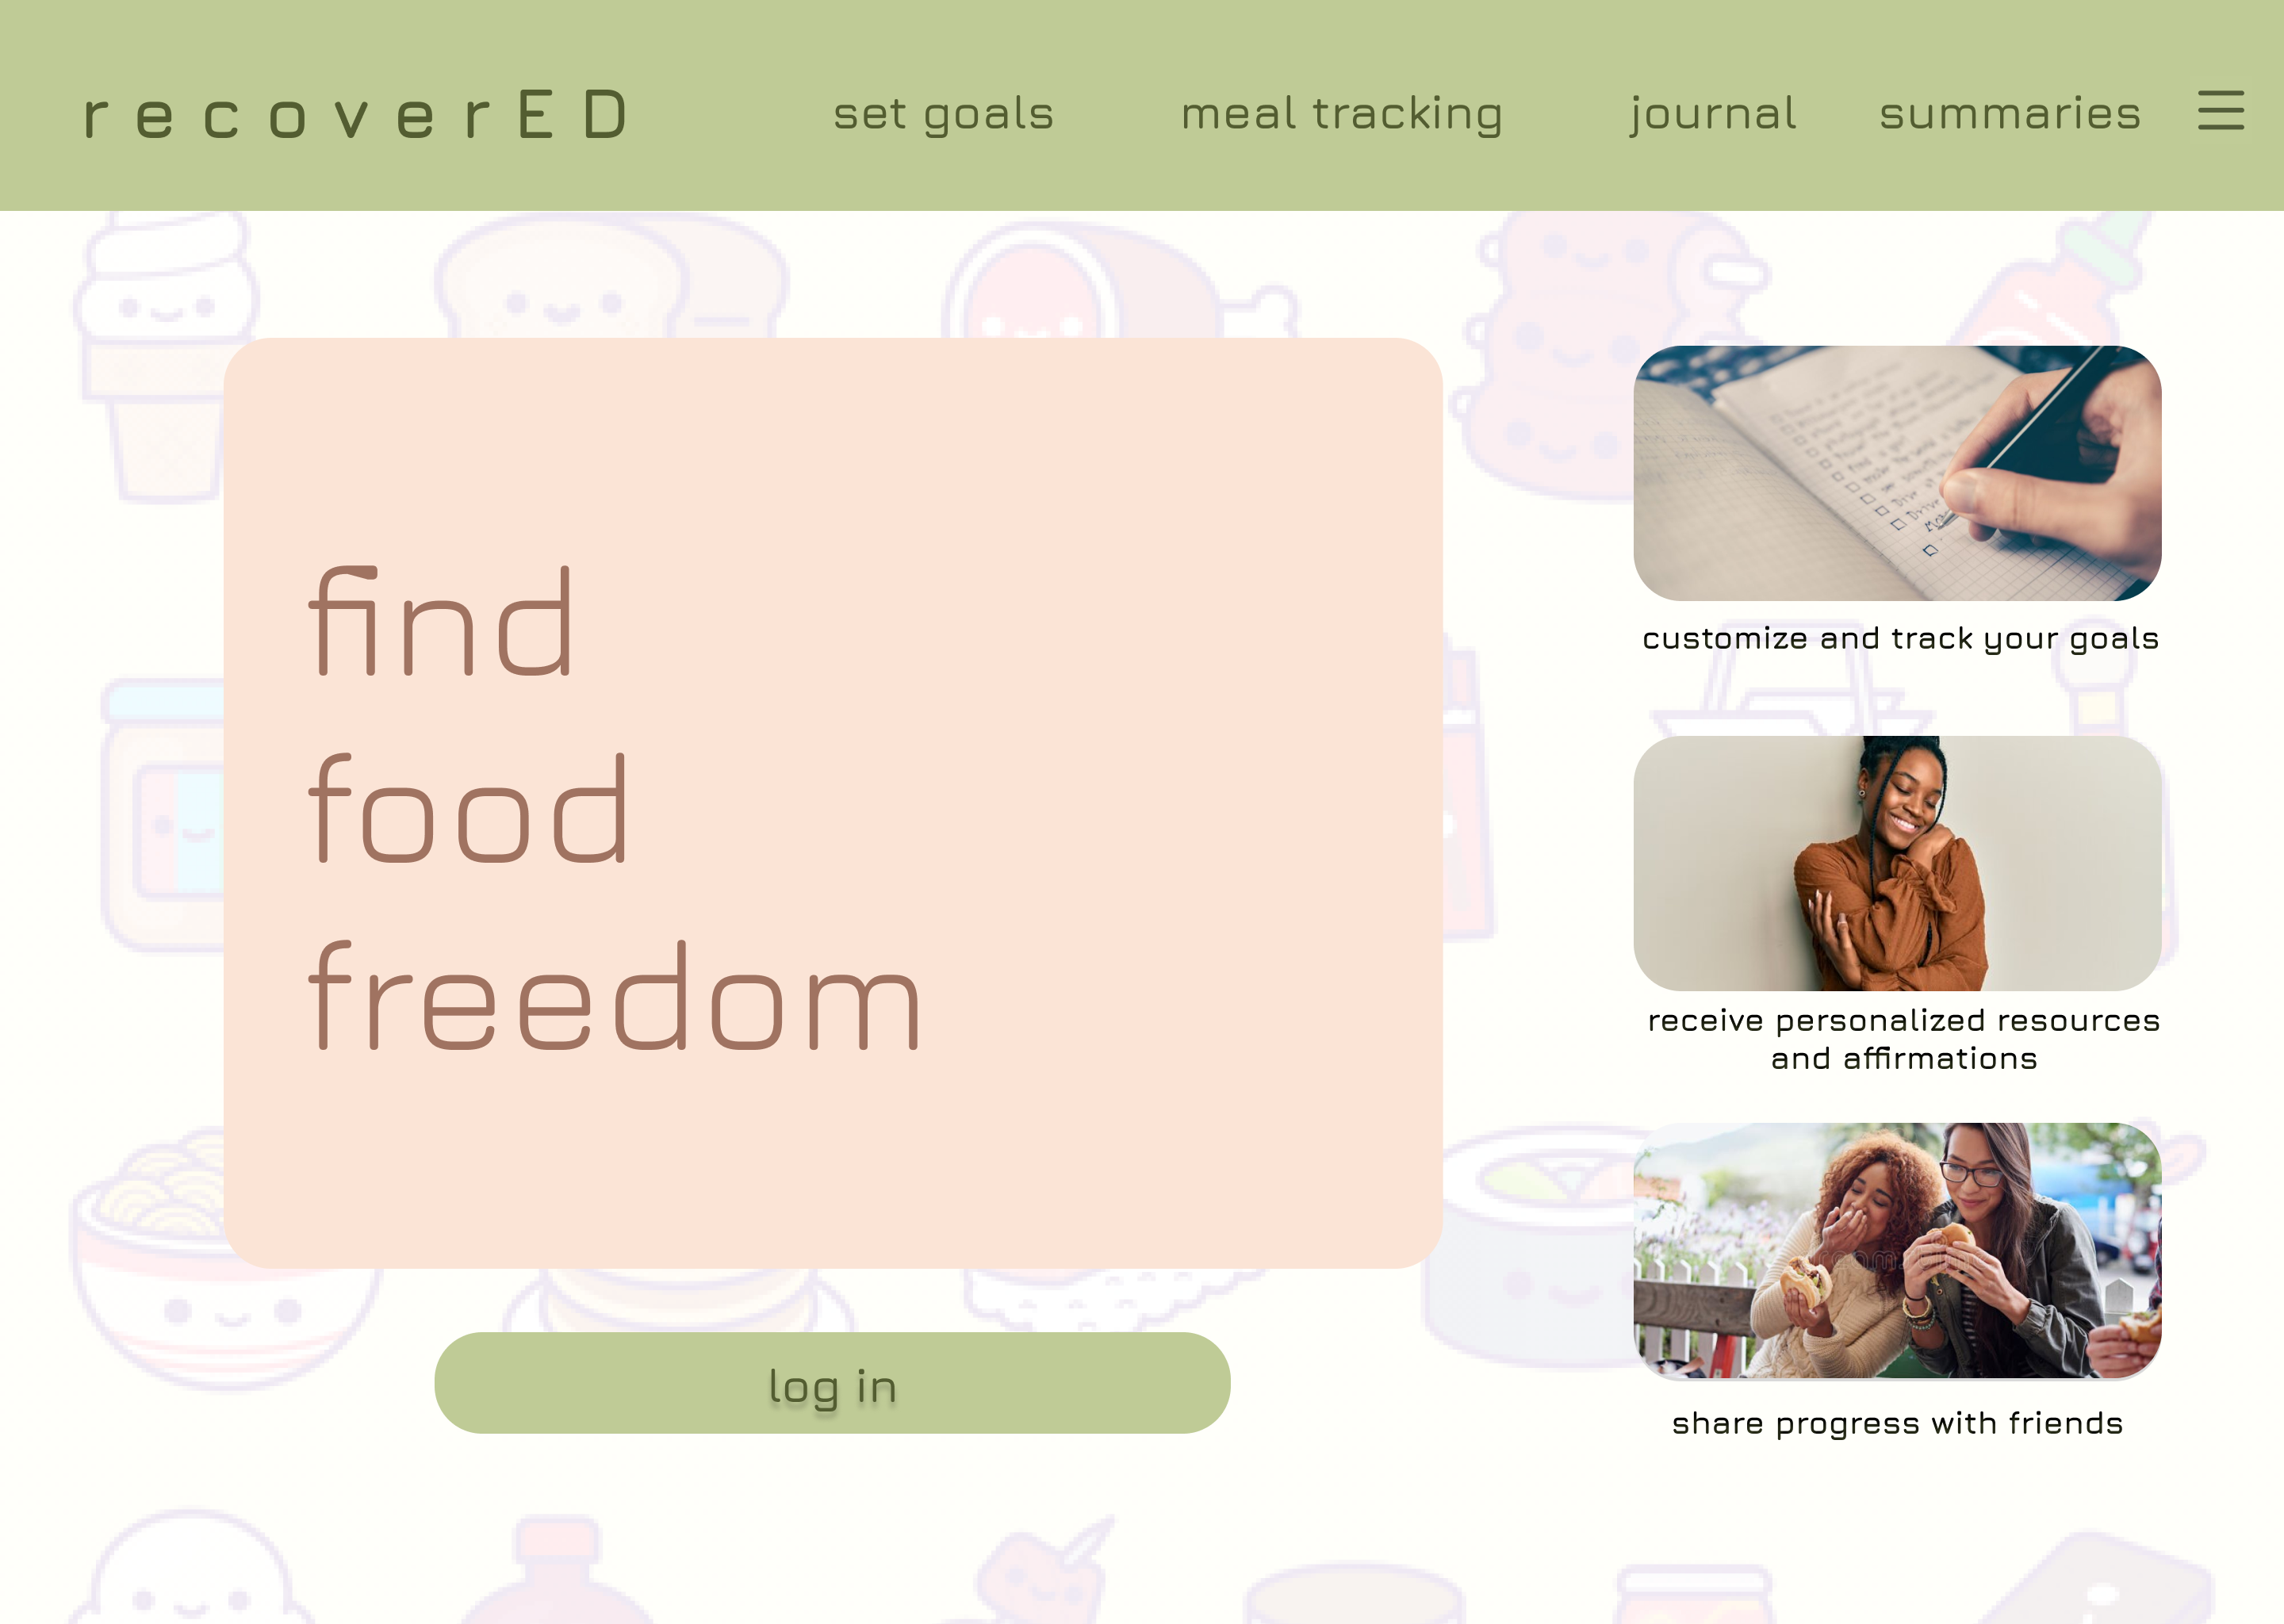 recoverED
set goals
meal tracking
journal
summaries
find
food
freedom
log in
customize and track your goals
receive personalized resources
and affirmations
share progress with friends